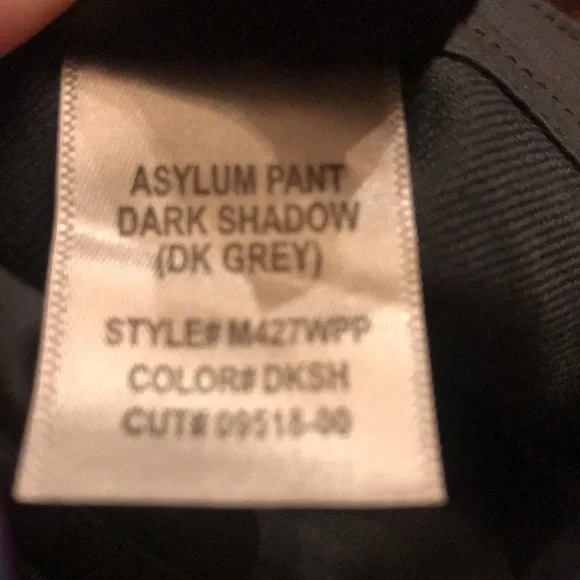 ASYLUM PANT
DARK SHADOW
(DK GREY)
STYLE# M427WPP
COLOR# DKSH
CUT# 09518-00